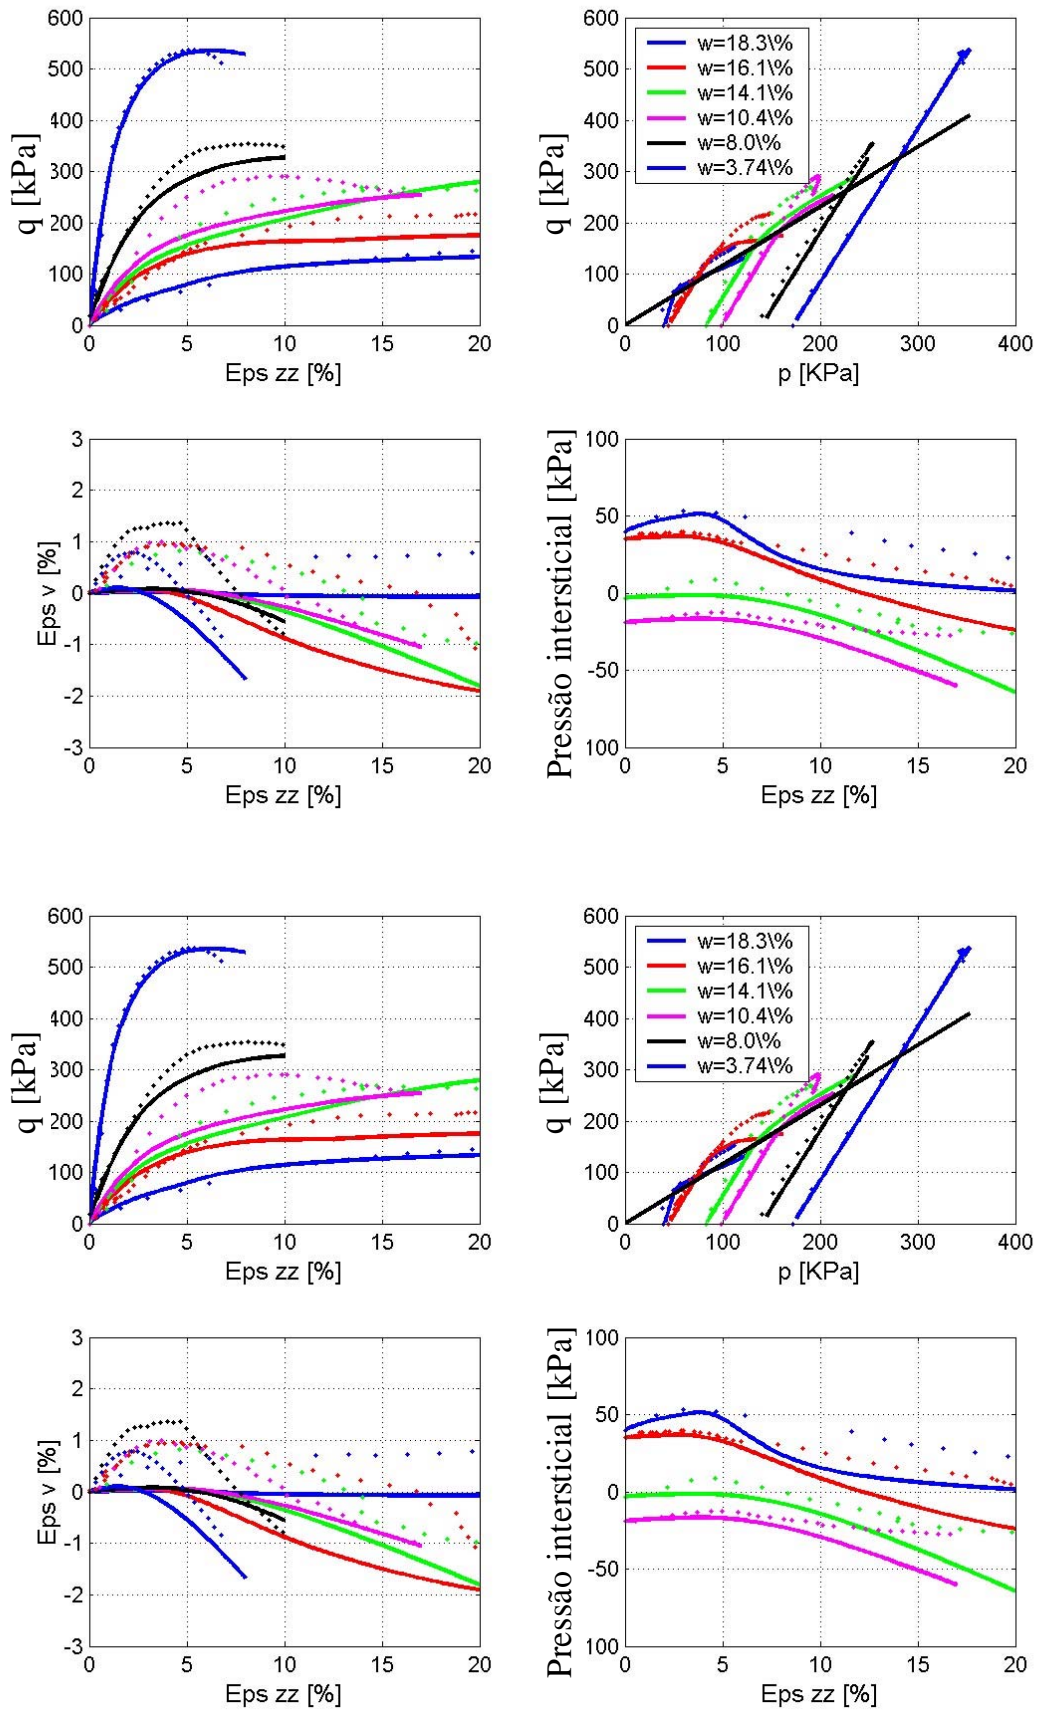 600
500
400
300
200
100
0
q [kPa]
0 5 10 15 20
Eps zz [%]
600
500
400
300
200
100
0
q [kPa]
w=18.3\%
w=16.1\%
w=14.1\%
w=10.4\%
w=8.0\%
w=3.74\%
0 100 200 300 400
p [KPa]
3
2
1
0
-1
-2
-3
Eps v [%]
0 5 10 15 20
Eps zz [%]
100
50
0
-50
100
Pressão intersticial [kPa]
0 5 10 15 20
Eps zz [%]
600
500
400
300
200
100
0
q [kPa]
0 5 10 15 20
Eps zz [%]
600
500
400
300
200
100
0
q [kPa]
w=18.3\%
w=16.1\%
w=14.1\%
w=10.4\%
w=8.0\%
w=3.74\%
0 100 200 300 400
p [KPa]
3
2
1
0
-1
-2
-3
Eps v [%]
0 5 10 15 20
Eps zz [%]
100
50
0
-50
100
Pressão intersticial [kPa]
0 5 10 15 20
Eps zz [%]